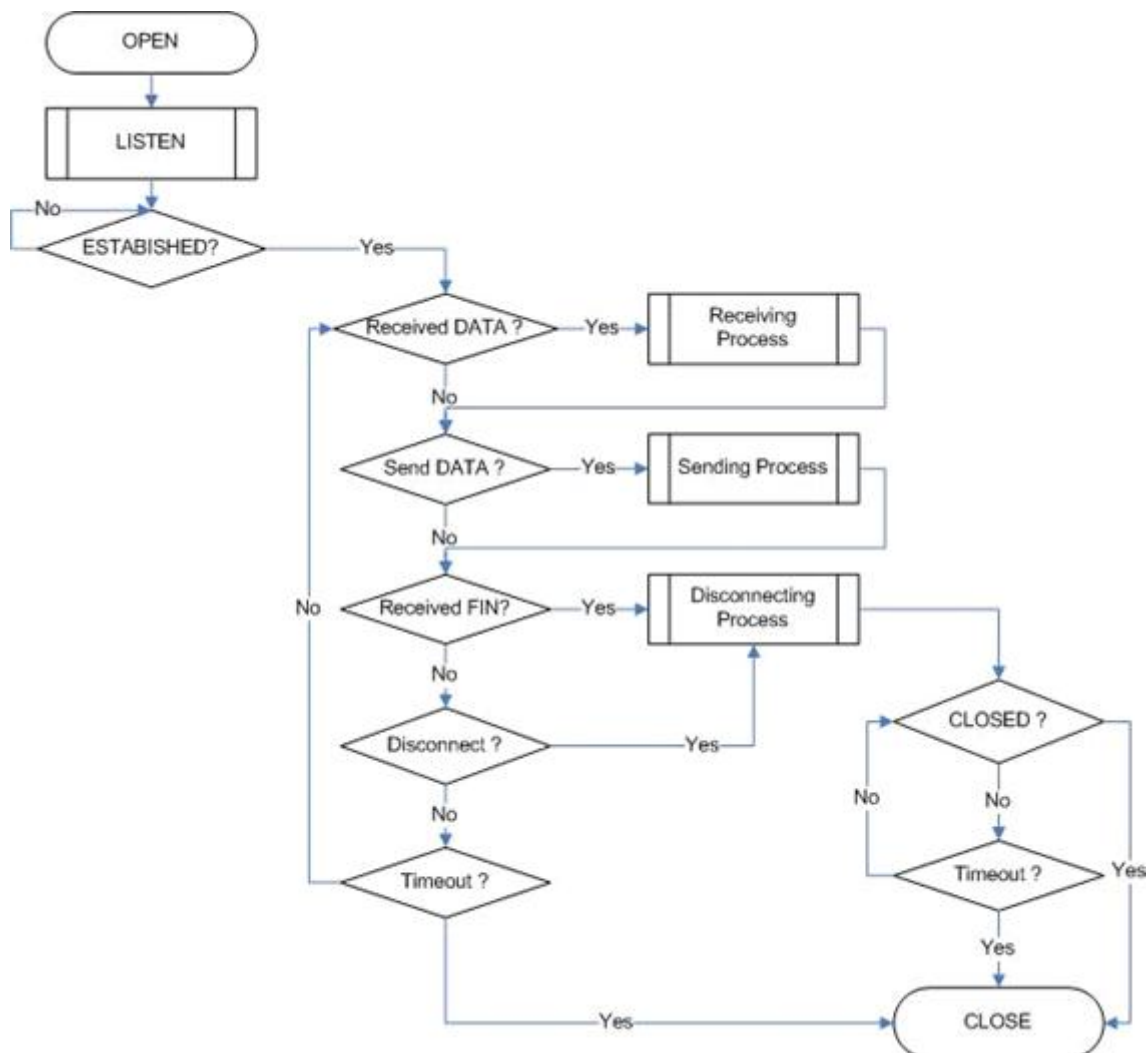 OPEN
LISTEN
No
ESTABISHED?
Yes
Received DATA ?
Yes
Receiving
Process
No
Send DATA ?
Yes
Sending Process
No
Received FIN?
Yes
Disconnecting
Process
No
No
Disconnect ?
Yes
CLOSED ?
No
No
No
Timeout ?
Timeout ?
Yes
Yes
Yes
CLOSE